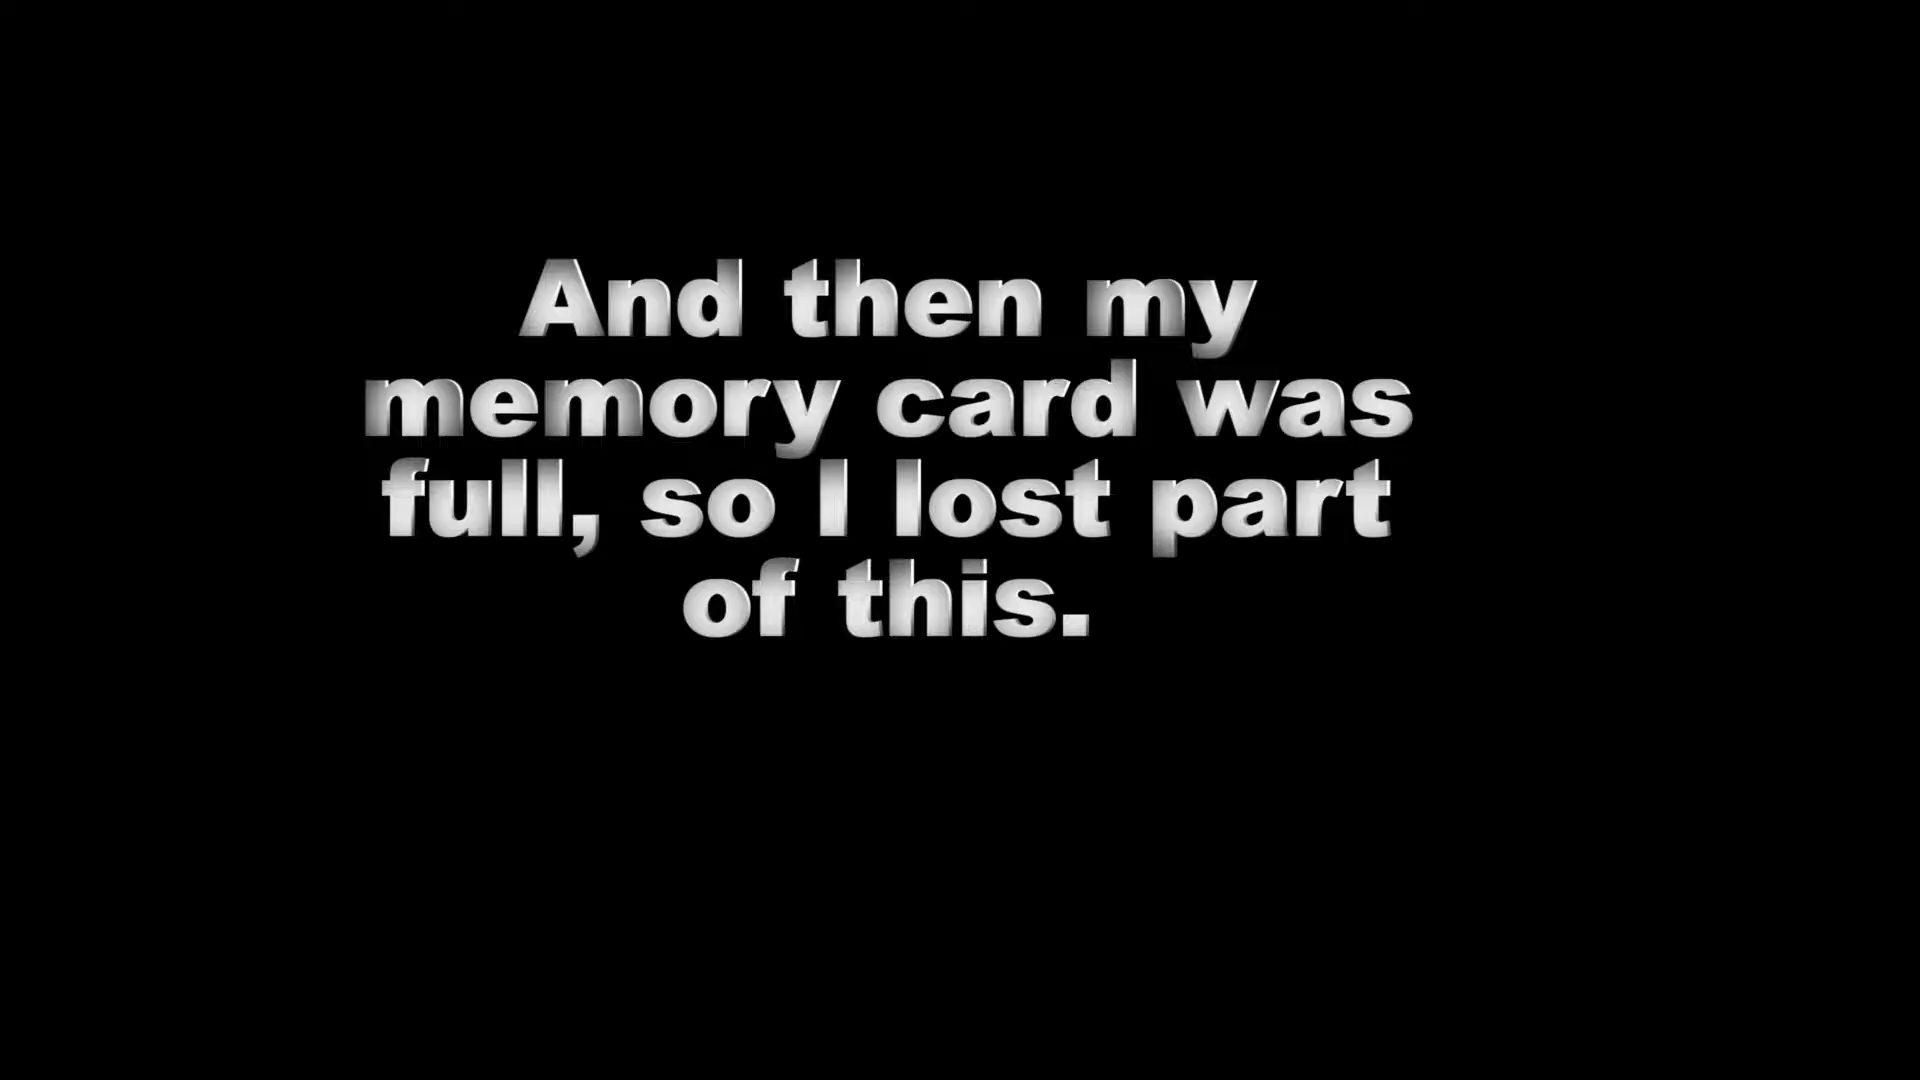 And then my
memory card was
full, so I lost part
of this.